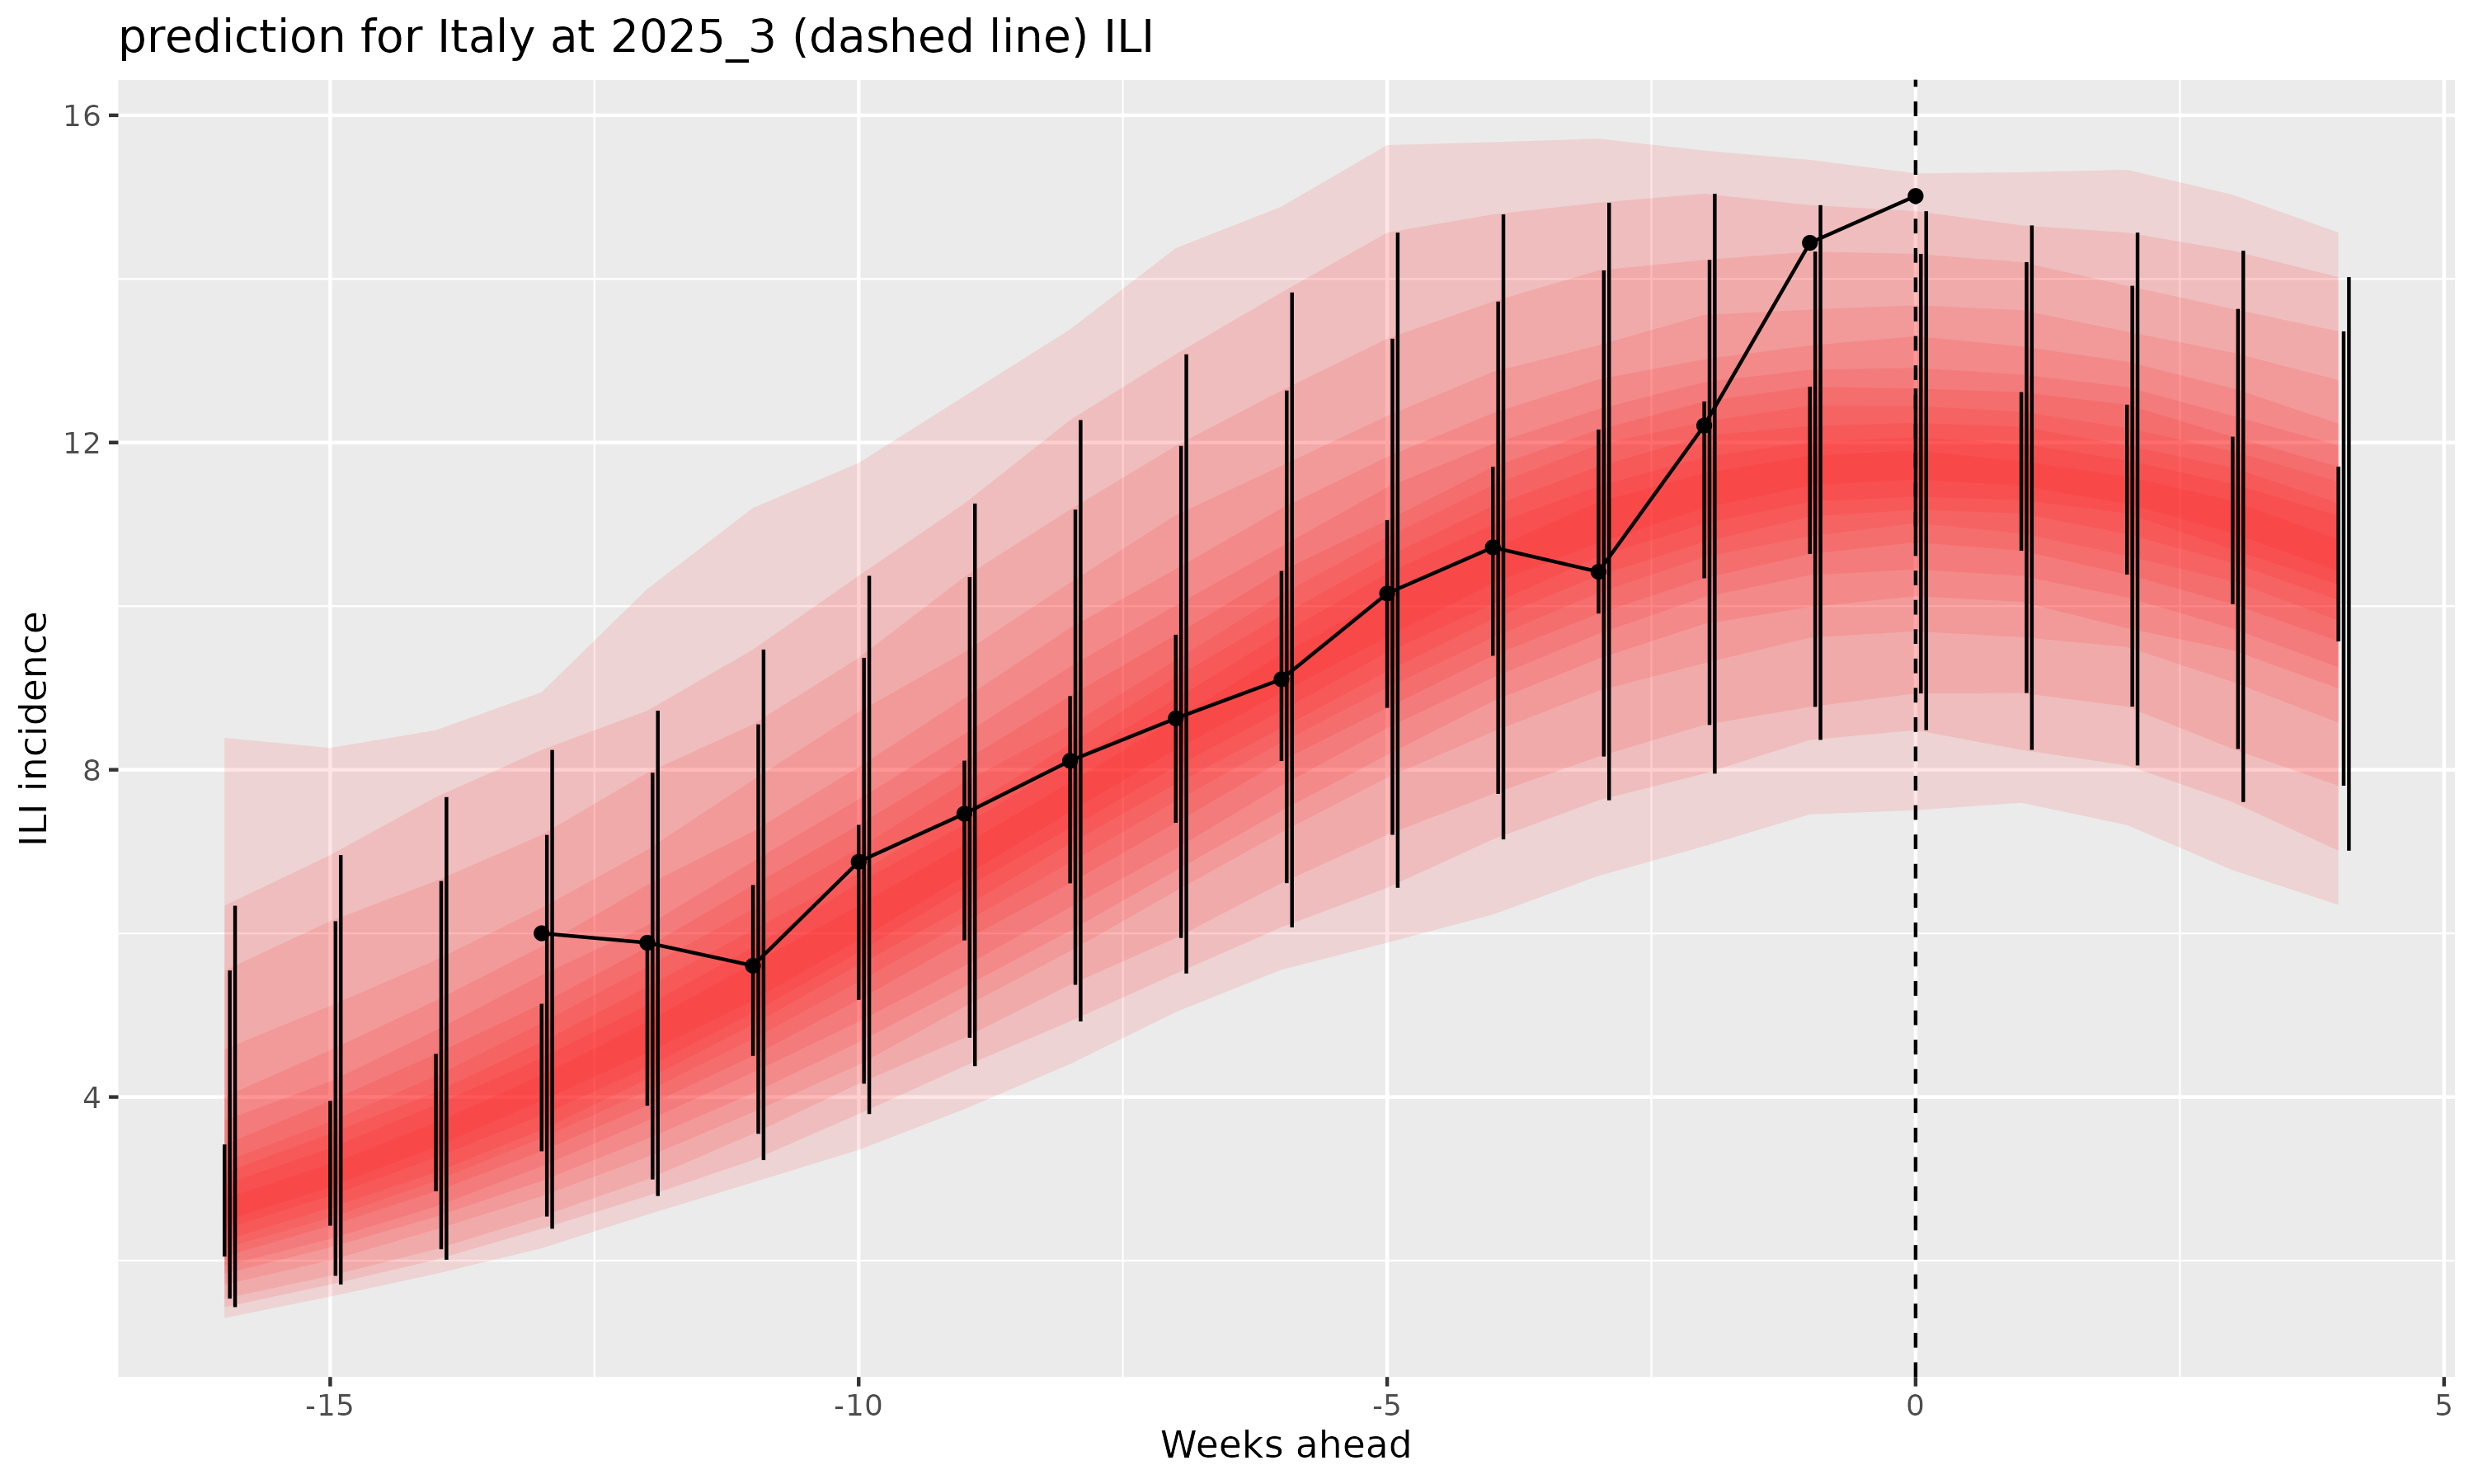 prediction for Italy at 2025_3 (dashed line) ILI
16
12
8
4
ILI incidence
-15 -10 -5 0 5
Weeks ahead